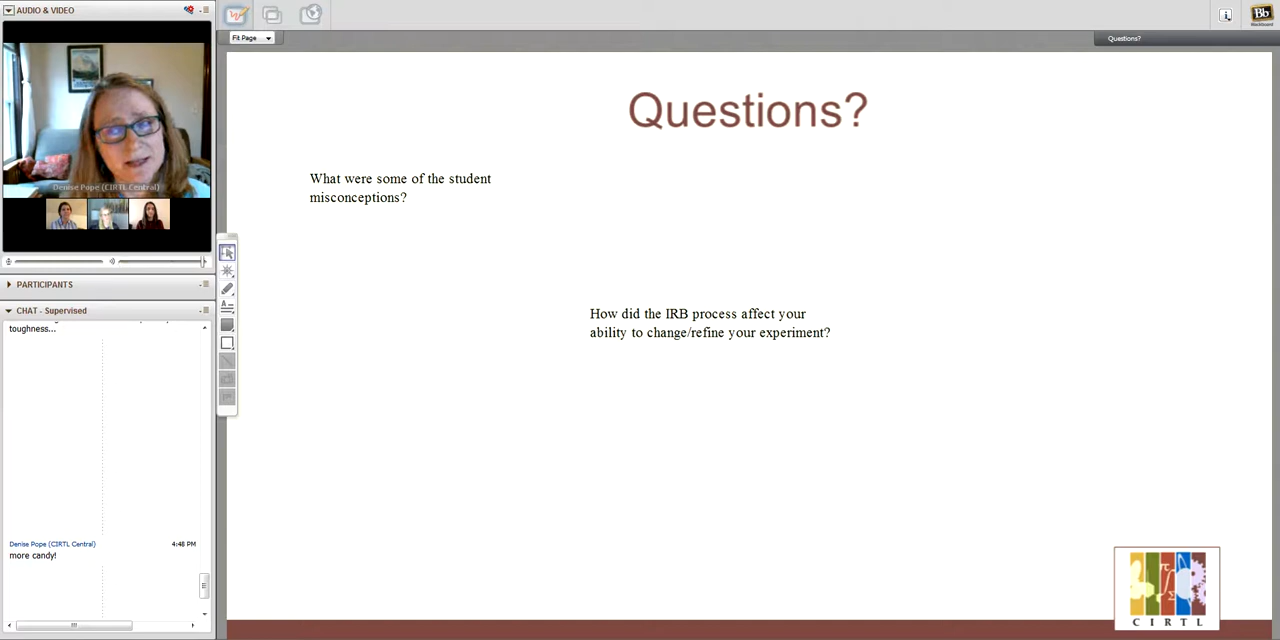 AUDIO & VIDEO
Denise Pope (CIRTL Central)
PARTICIPANTS
CHAT - Supervised
toughness...
Denise Pope (CIRTL Central) 4:48 PM
more candy!
Fit Page
Questions?
Bb
Blackboard
Questions?
What were some of the student
misconceptions?
How did the IRB process affect your
ability to change/refine your experiment?
CIRTL